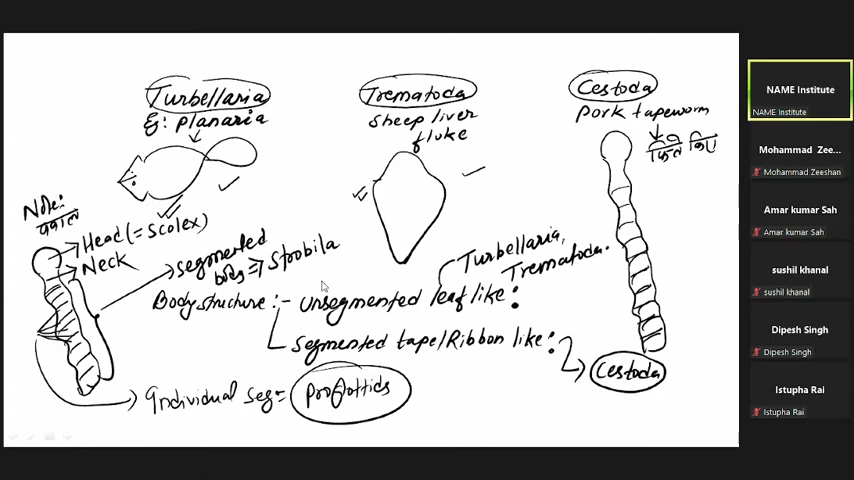 Turbellaria
Eg: planaria
Trematoda
sheep liver
fluke
Cestoda
pork tapeworm
Note:
Head (= Scolex)
Neck
segmented
body => Strobila
Body structure :- Unsegmented leaf like :
Turbellaria,
Trematoda.
Segmented tape/Ribbon like :
Cestoda
Individual seg =
Proglottids
NAME Institute
NAME Institute
Mohammad Zee...
Mohammad Zeeshan
Amar kumar Sah
Amar kumar Sah
sushil khanal
sushil khanal
Dipesh Singh
Dipesh Singh
Istupha Rai
Istupha Rai